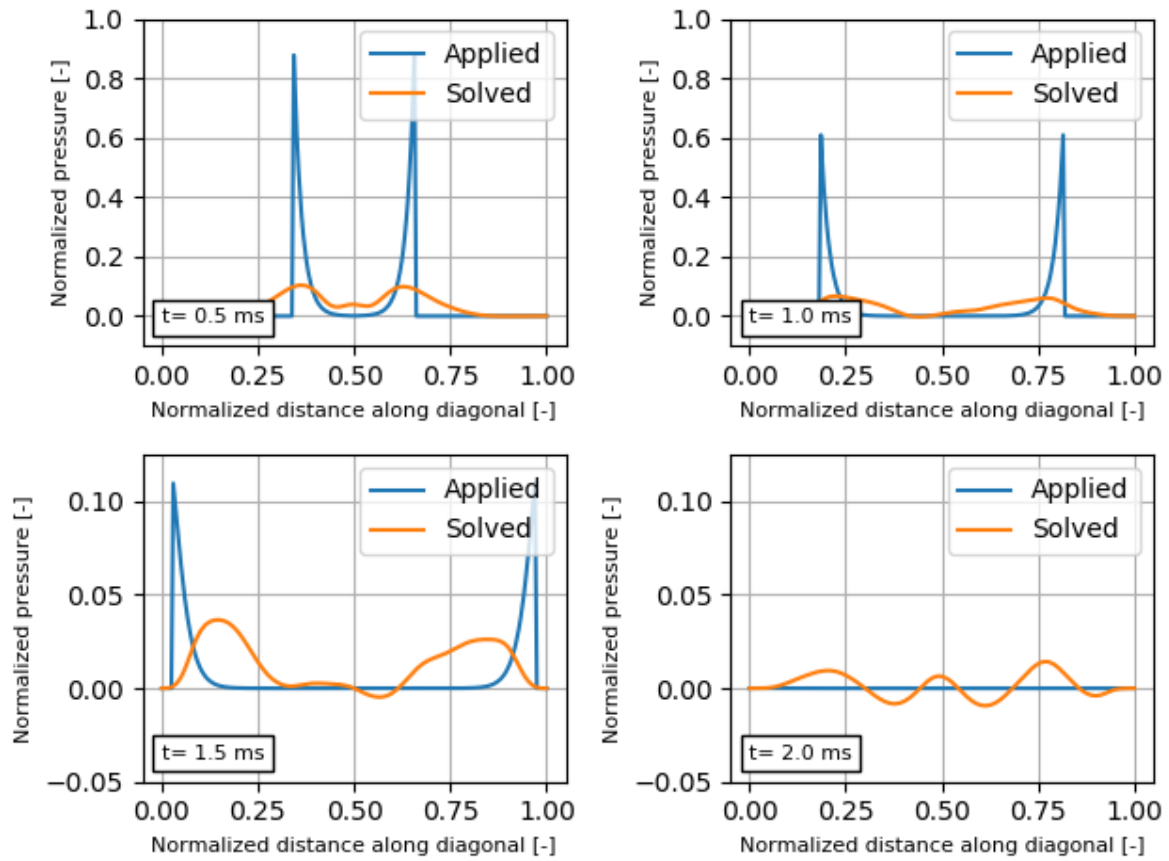 1.0
0.8
0.6
0.4
0.2
0.0
Normalized pressure [-]
Applied
Solved
t= 0.5 ms
0.00 0.25 0.50 0.75 1.00
Normalized distance along diagonal [-]
1.0
0.8
0.6
0.4
0.2
0.0
Normalized pressure [-]
Applied
Solved
t= 1.0 ms
0.00 0.25 0.50 0.75 1.00
Normalized distance along diagonal [-]
0.10
0.05
0.00
−0.05
Normalized pressure [-]
Applied
Solved
t= 1.5 ms
0.00 0.25 0.50 0.75 1.00
Normalized distance along diagonal [-]
0.10
0.05
0.00
−0.05
Normalized pressure [-]
Applied
Solved
t= 2.0 ms
0.00 0.25 0.50 0.75 1.00
Normalized distance along diagonal [-]